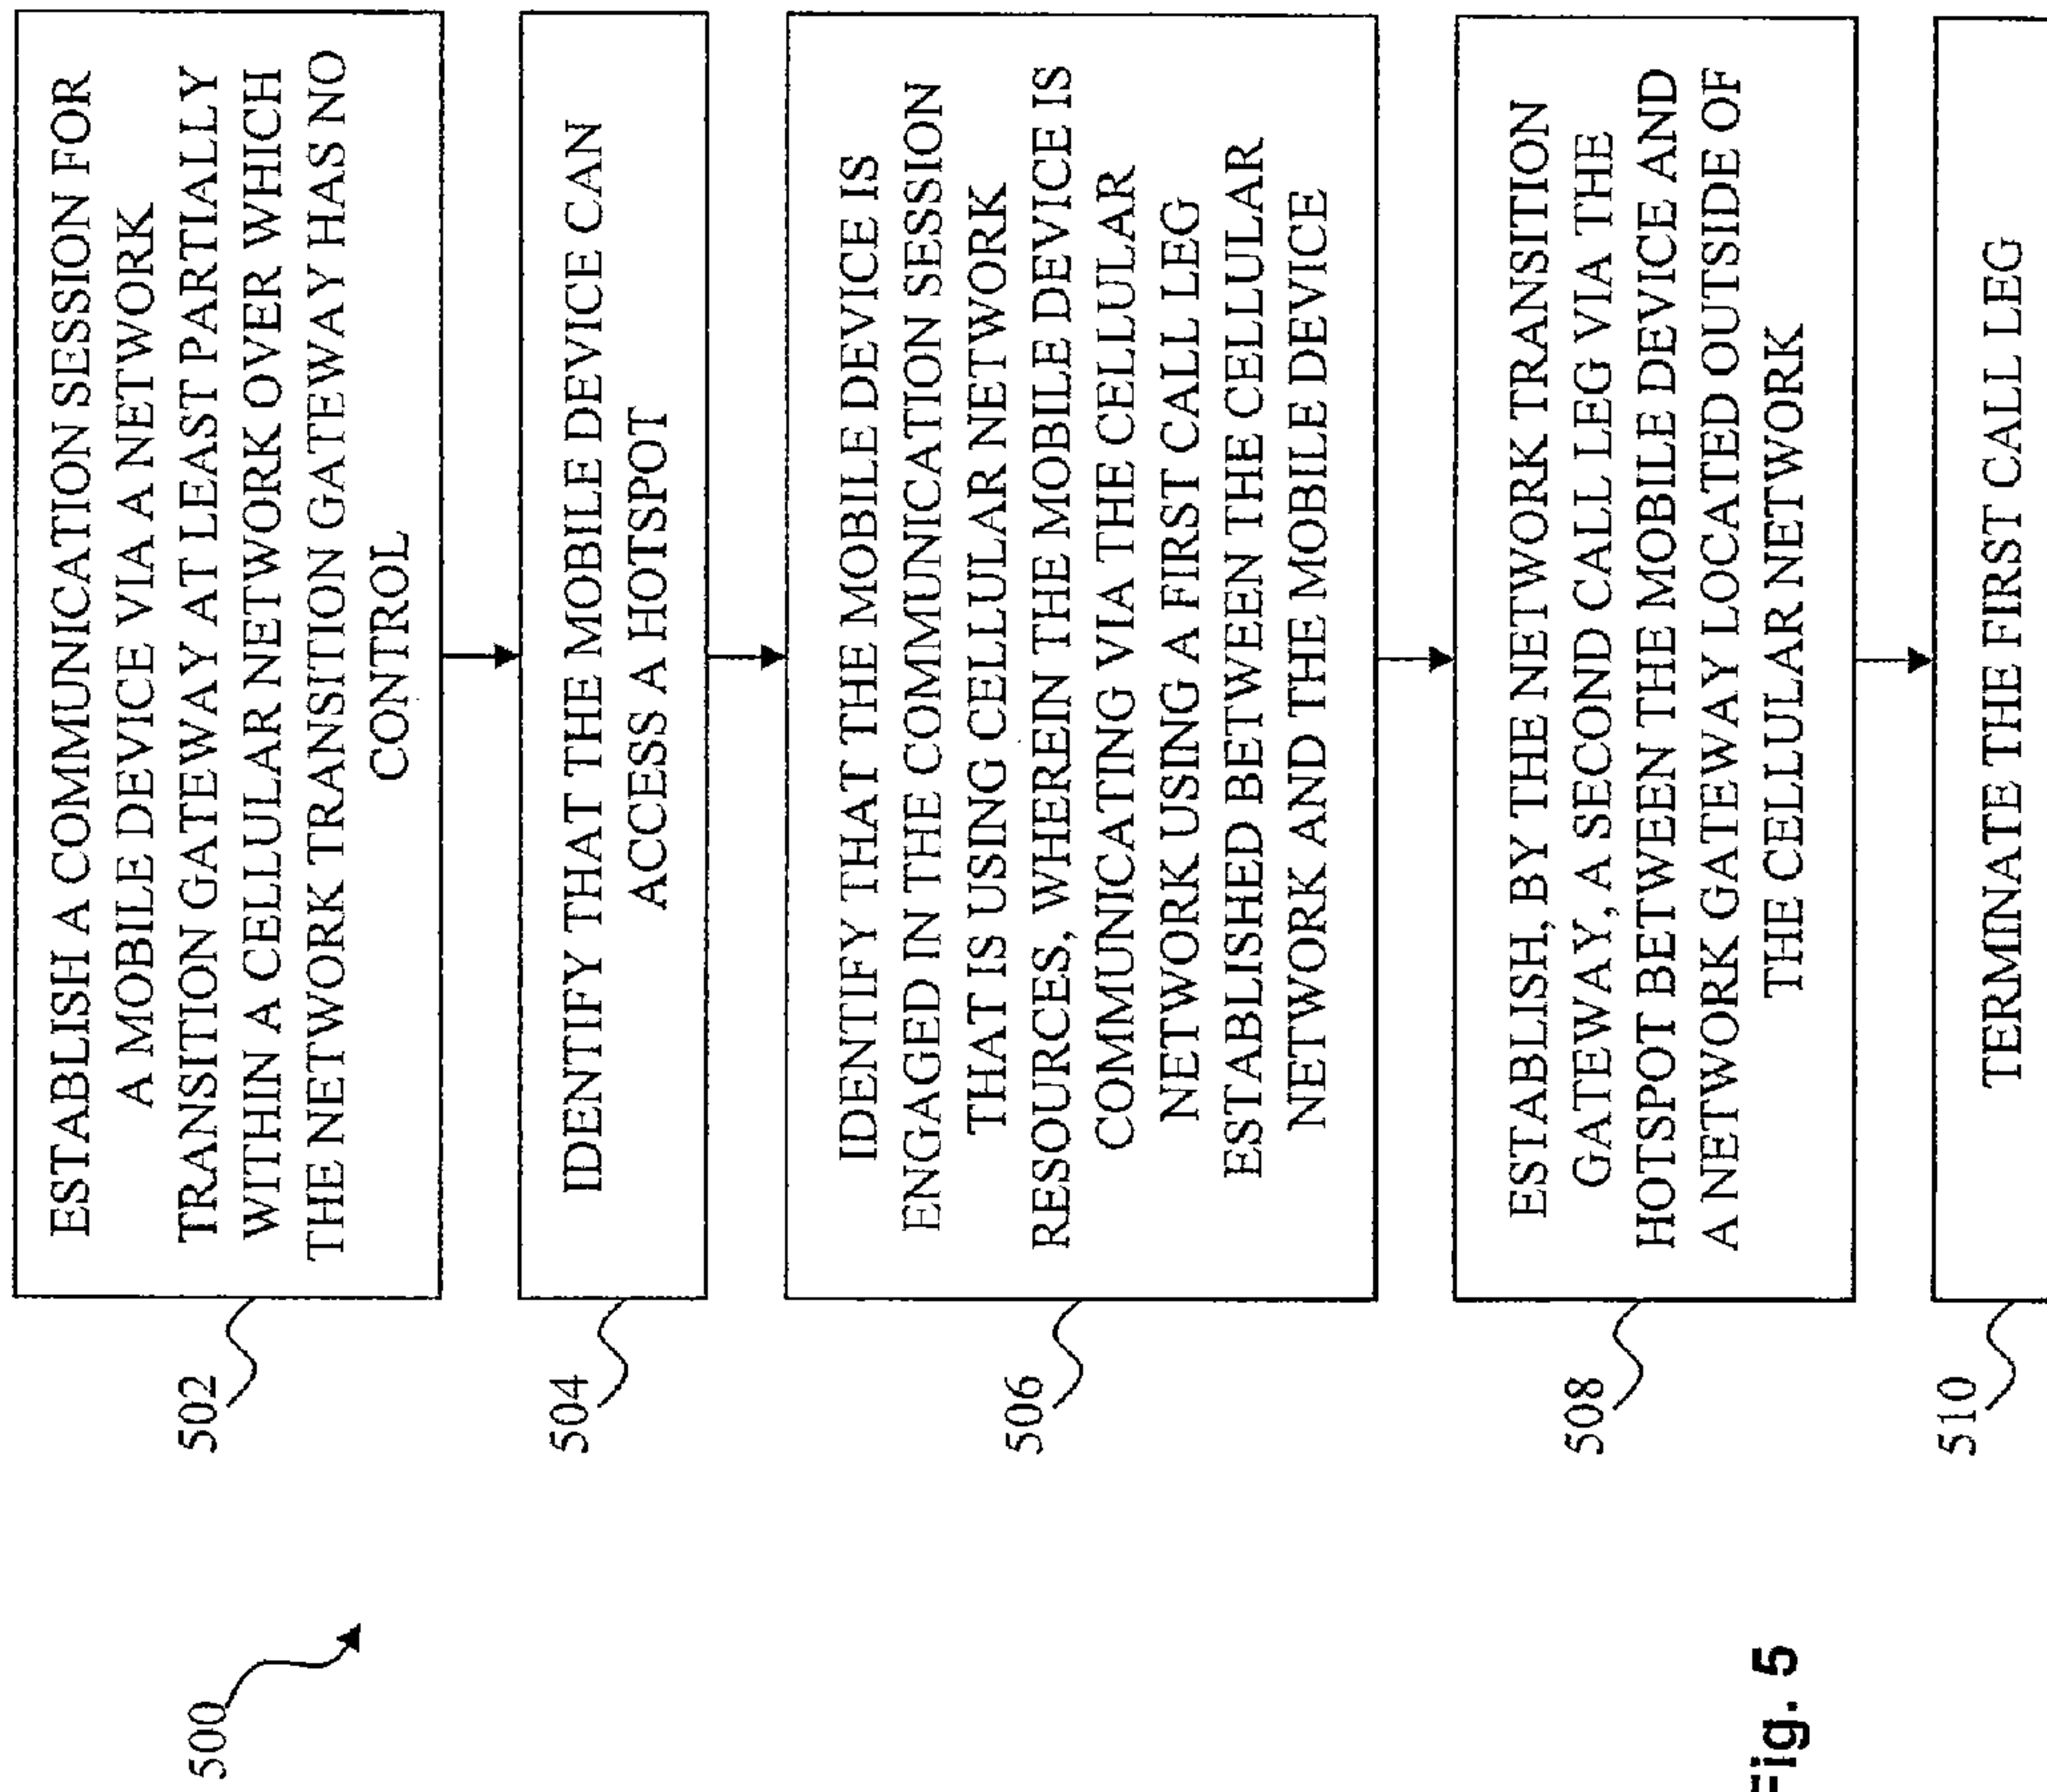 500
502
ESTABLISH A COMMUNICATION SESSION FOR
A MOBILE DEVICE VIA A NETWORK
TRANSITION GATEWAY AT LEAST PARTIALLY
WITHIN A CELLULAR NETWORK OVER WHICH
THE NETWORK TRANSITION GATEWAY HAS NO
CONTROL
504
IDENTIFY THAT THE MOBILE DEVICE CAN
ACCESS A HOTSPOT
506
IDENTIFY THAT THE MOBILE DEVICE IS
ENGAGED IN THE COMMUNICATION SESSION
THAT IS USING CELLULAR NETWORK
RESOURCES, WHEREIN THE MOBILE DEVICE IS
COMMUNICATING VIA THE CELLULAR
NETWORK USING A FIRST CALL LEG
ESTABLISHED BETWEEN THE CELLULAR
NETWORK AND THE MOBILE DEVICE
508
ESTABLISH, BY THE NETWORK TRANSITION
GATEWAY, A SECOND CALL LEG VIA THE
HOTSPOT BETWEEN THE MOBILE DEVICE AND
A NETWORK GATEWAY LOCATED OUTSIDE OF
THE CELLULAR NETWORK
510
TERMINATE THE FIRST CALL LEG
Fig. 5